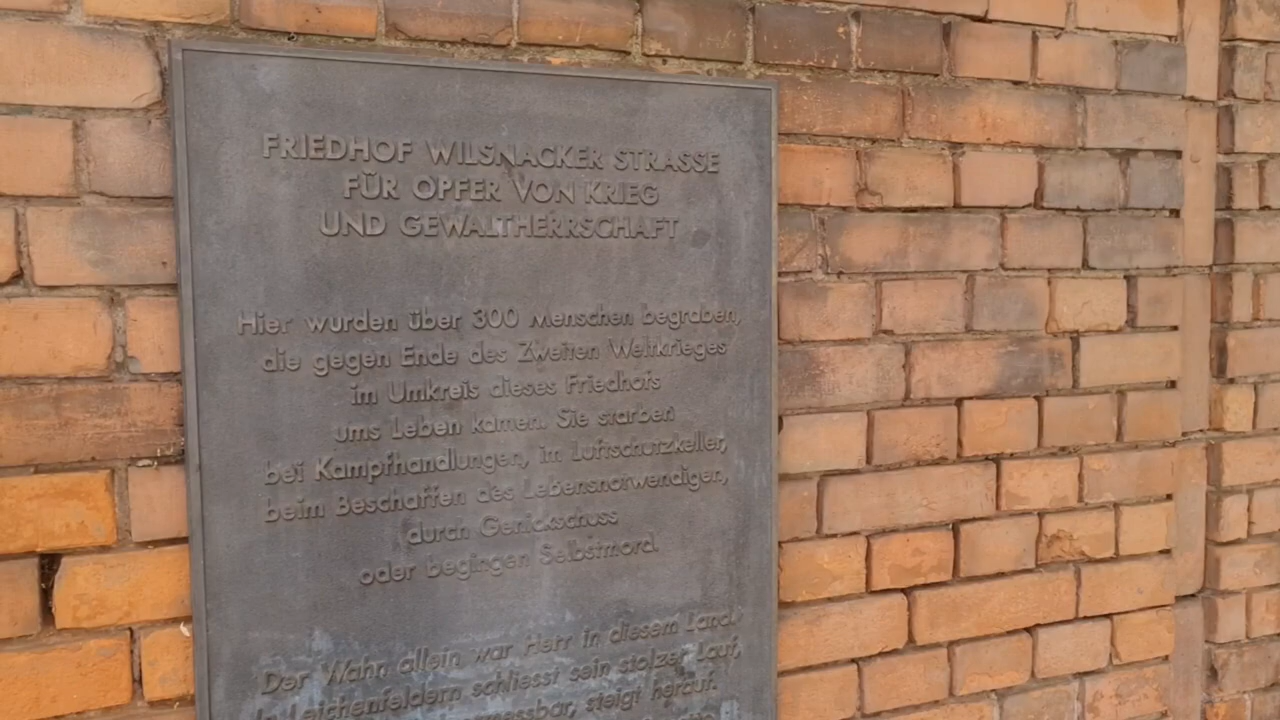 FRIEDHOF WILSNACKER STRASSE
FÜR OPFER VON KRIEG
UND GEWALTHERRSCHAFT
Hier wurden über 300 Menschen begraben,
die gegen Ende des Zweiten Weltkrieges
im Umkreis dieses Friedhofs
ums Leben kamen. Sie starben
bei Kampfhandlungen, im Luftschutzkeller,
beim Beschaffen des Lebensnotwendigen,
durch Genickschuss
oder begingen Selbstmord.
Der Wahn allein war Herr in diesem Land.
In Leichenfeldern schliesst sein stolzer Lauf,
steigt herauf.